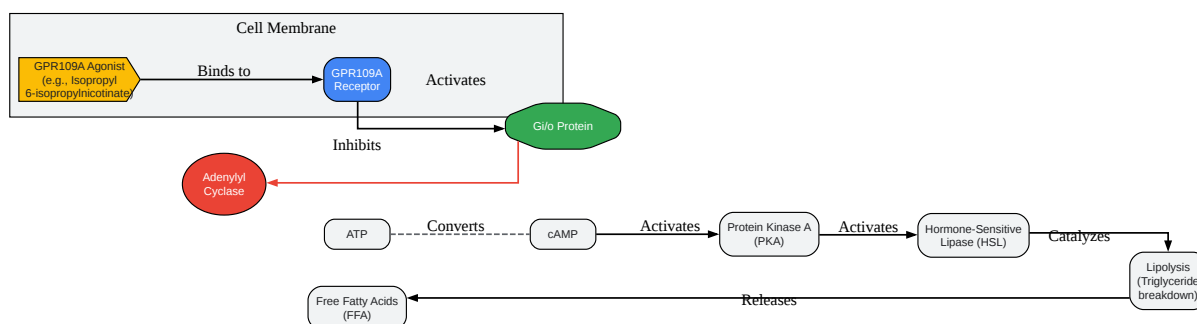 Cell Membrane
GPR109A Agonist
(e.g., Isopropyl
6-isopropylnicotinate)
Binds to
GPR109A
Receptor
Activates
Gi/o Protein
Inhibits
Adenylyl
Cyclase
ATP
Converts
cAMP
Activates
Protein Kinase A
(PKA)
Activates
Hormone-Sensitive
Lipase (HSL)
Catalyzes
Lipolysis
(Triglyceride
breakdown)
Releases
Free Fatty Acids
(FFA)